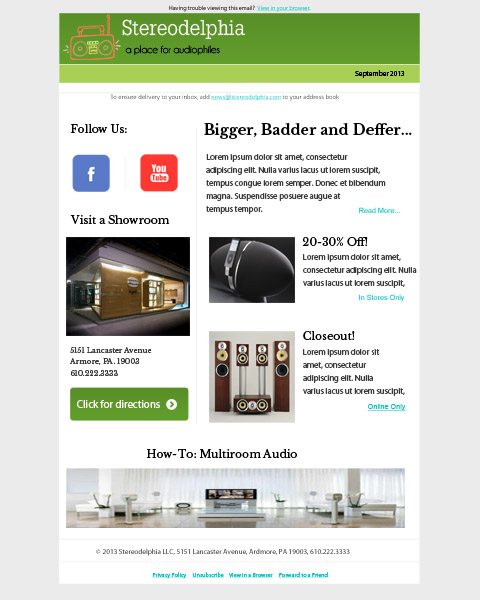 Having trouble viewing this email? View in your browser.
Stereodelphia
a place for audiophiles
September 2013
To ensure delivery to your inbox, add news@stereodelphia.com to your address book
Follow Us:
f
You
Tube
Visit a Showroom
5151 Lancaster Avenue
Armore, PA. 19003
610.222.3333
Click for directions
Bigger, Badder and Deffer...
Lorem ipsum dolor sit amet, consectetur
adipiscing elit. Nulla varius lacus ut lorem suscipit,
tempus congue lorem semper. Donec et bibendum
magna. Suspendisse posuere augue at
tempus tempor.
Read More...
20-30% Off!
Lorem ipsum dolor sit amet,
consectetur adipiscing elit. Nulla
varius lacus ut lorem suscipit,
In Stores Only
Closeout!
Lorem ipsum dolor sit
amet, consectetur
adipiscing elit. Nulla
varius lacus ut lorem suscipit,
Online Only
How-To: Multiroom Audio
© 2013 Stereodelphia LLC, 5151 Lancaster Avenue, Ardmore, PA 19003, 610.222.3333
Privacy Policy Unsubscribe View in a Browser Forward to a Friend